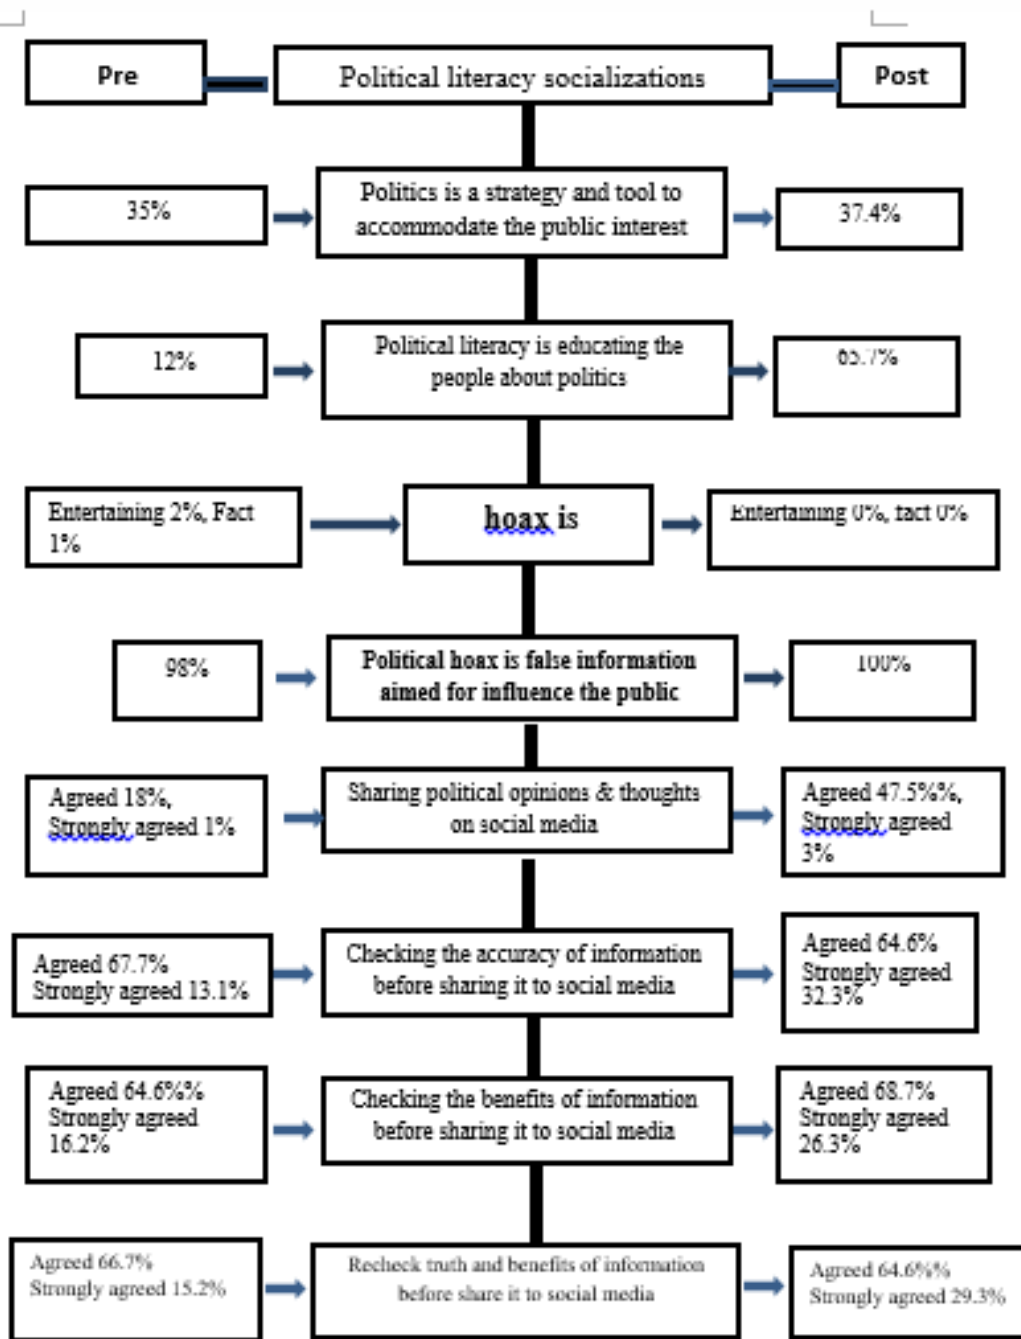 Pre
Political literacy socializations
Post
35%
Politics is a strategy and tool to
accommodate the public interest
37.4%
12%
Political literacy is educating the
people about politics
65.7%
Entertaining 2%, Fact
1%
hoax is
Entertaining 0%, fact 0%
98%
Political hoax is false information
aimed for influence the public
100%
Agreed 18%,
Strongly agreed 1%
Sharing political opinions & thoughts
on social media
Agreed 47.5%%,
Strongly agreed
3%
Agreed 67.7%
Strongly agreed 13.1%
Checking the accuracy of information
before sharing it to social media
Agreed 64.6%
Strongly agreed
32.3%
Agreed 64.6%%
Strongly agreed
16.2%
Checking the benefits of information
before sharing it to social media
Agreed 68.7%
Strongly agreed
26.3%
Agreed 66.7%
Strongly agreed 15.2%
Recheck truth and benefits of information
before share it to social media
Agreed 64.6%%
Strongly agreed 29.3%